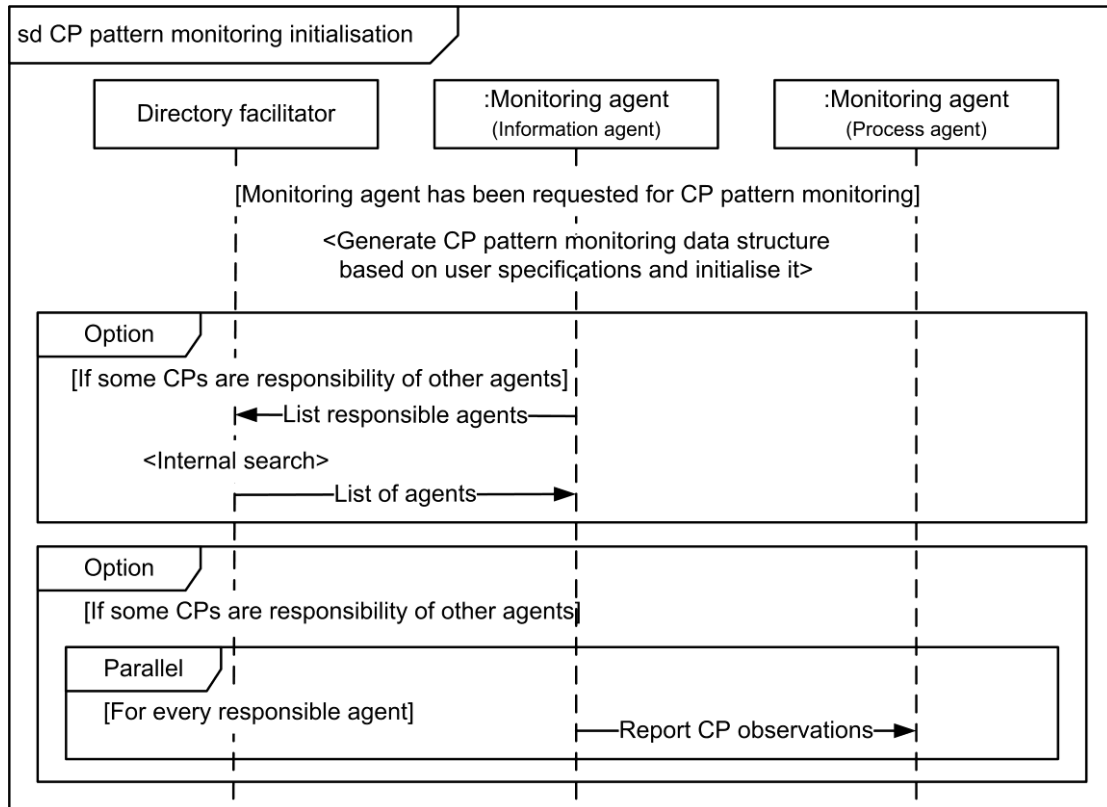 sd CP pattern monitoring initialisation
Directory facilitator
:Monitoring agent
(Information agent)
:Monitoring agent
(Process agent)
[Monitoring agent has been requested for CP pattern monitoring]
<Generate CP pattern monitoring data structure
based on user specifications and initialise it>
Option
[If some CPs are responsibility of other agents]
List responsible agents
<Internal search>
List of agents
Option
[If some CPs are responsibility of other agents]
Parallel
[For every responsible agent]
Report CP observations